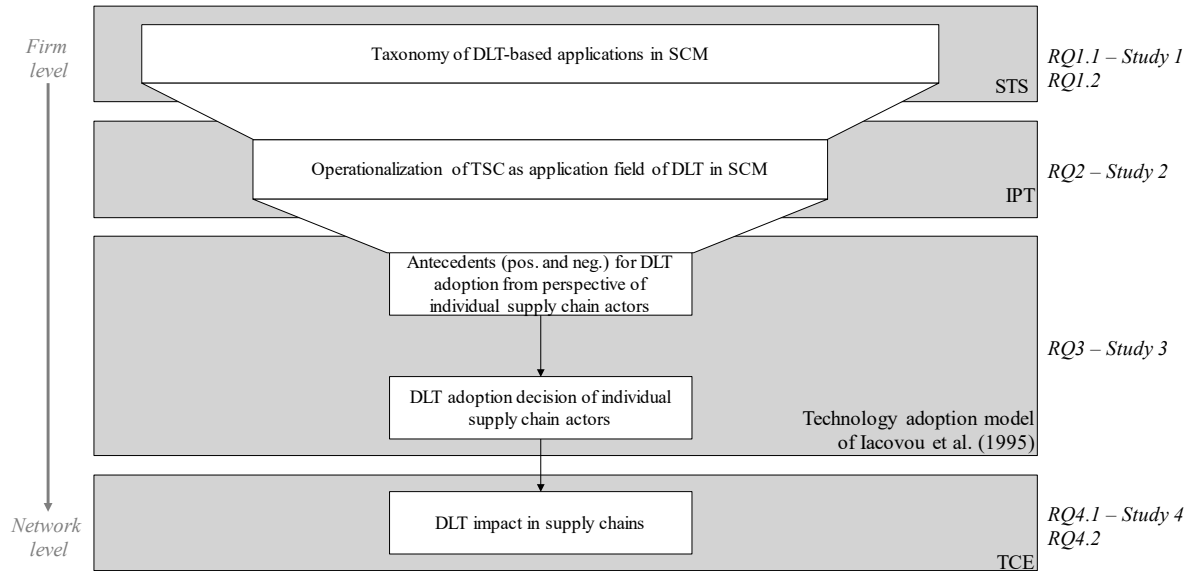 Firm
level
Taxonomy of DLT-based applications in SCM
STS
RQ1.1 – Study 1
RQ1.2
Operationalization of TSC as application field of DLT in SCM
IPT
RQ2 – Study 2
Antecedents (pos. and neg.) for DLT
adoption from perspective of
individual supply chain actors
RQ3 – Study 3
DLT adoption decision of individual
supply chain actors
Technology adoption model
of Iacovou et al. (1995)
Network
level
DLT impact in supply chains
TCE
RQ4.1 – Study 4
RQ4.2